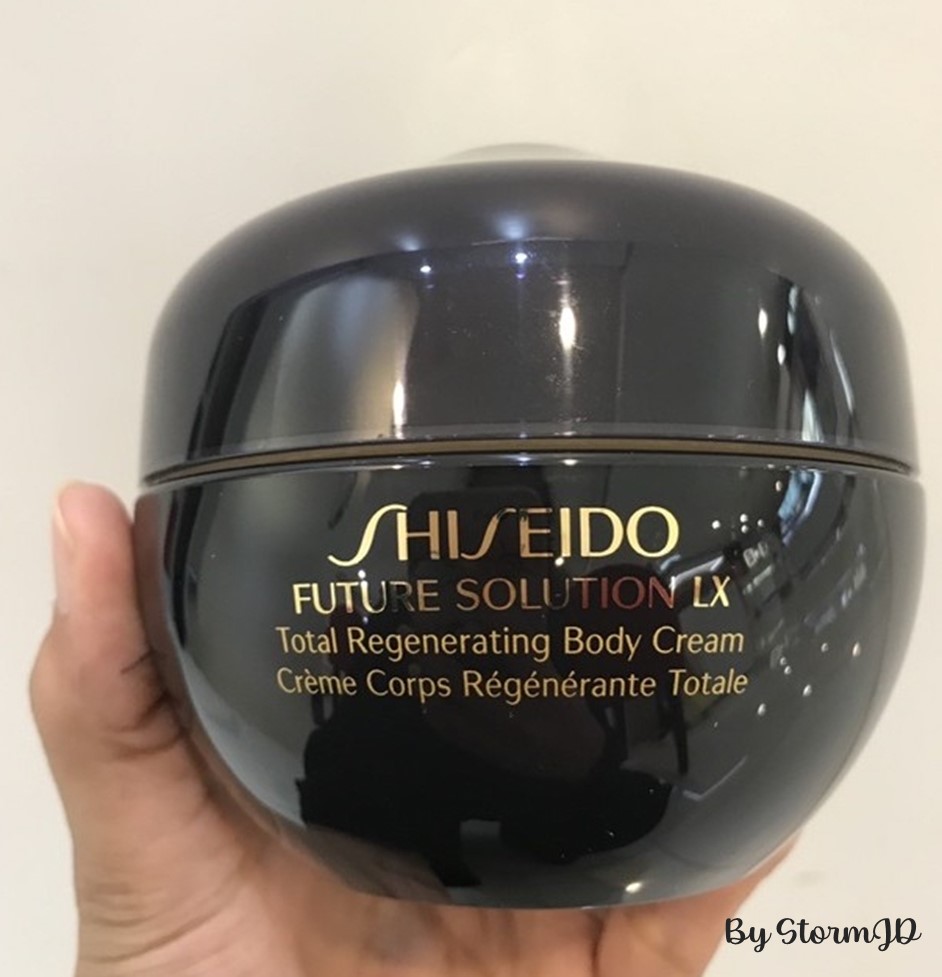 SHISEIDO
FUTURE SOLUTION LX
Total Regenerating Body Cream
Crème Corps Régénérante Totale
By StormJD